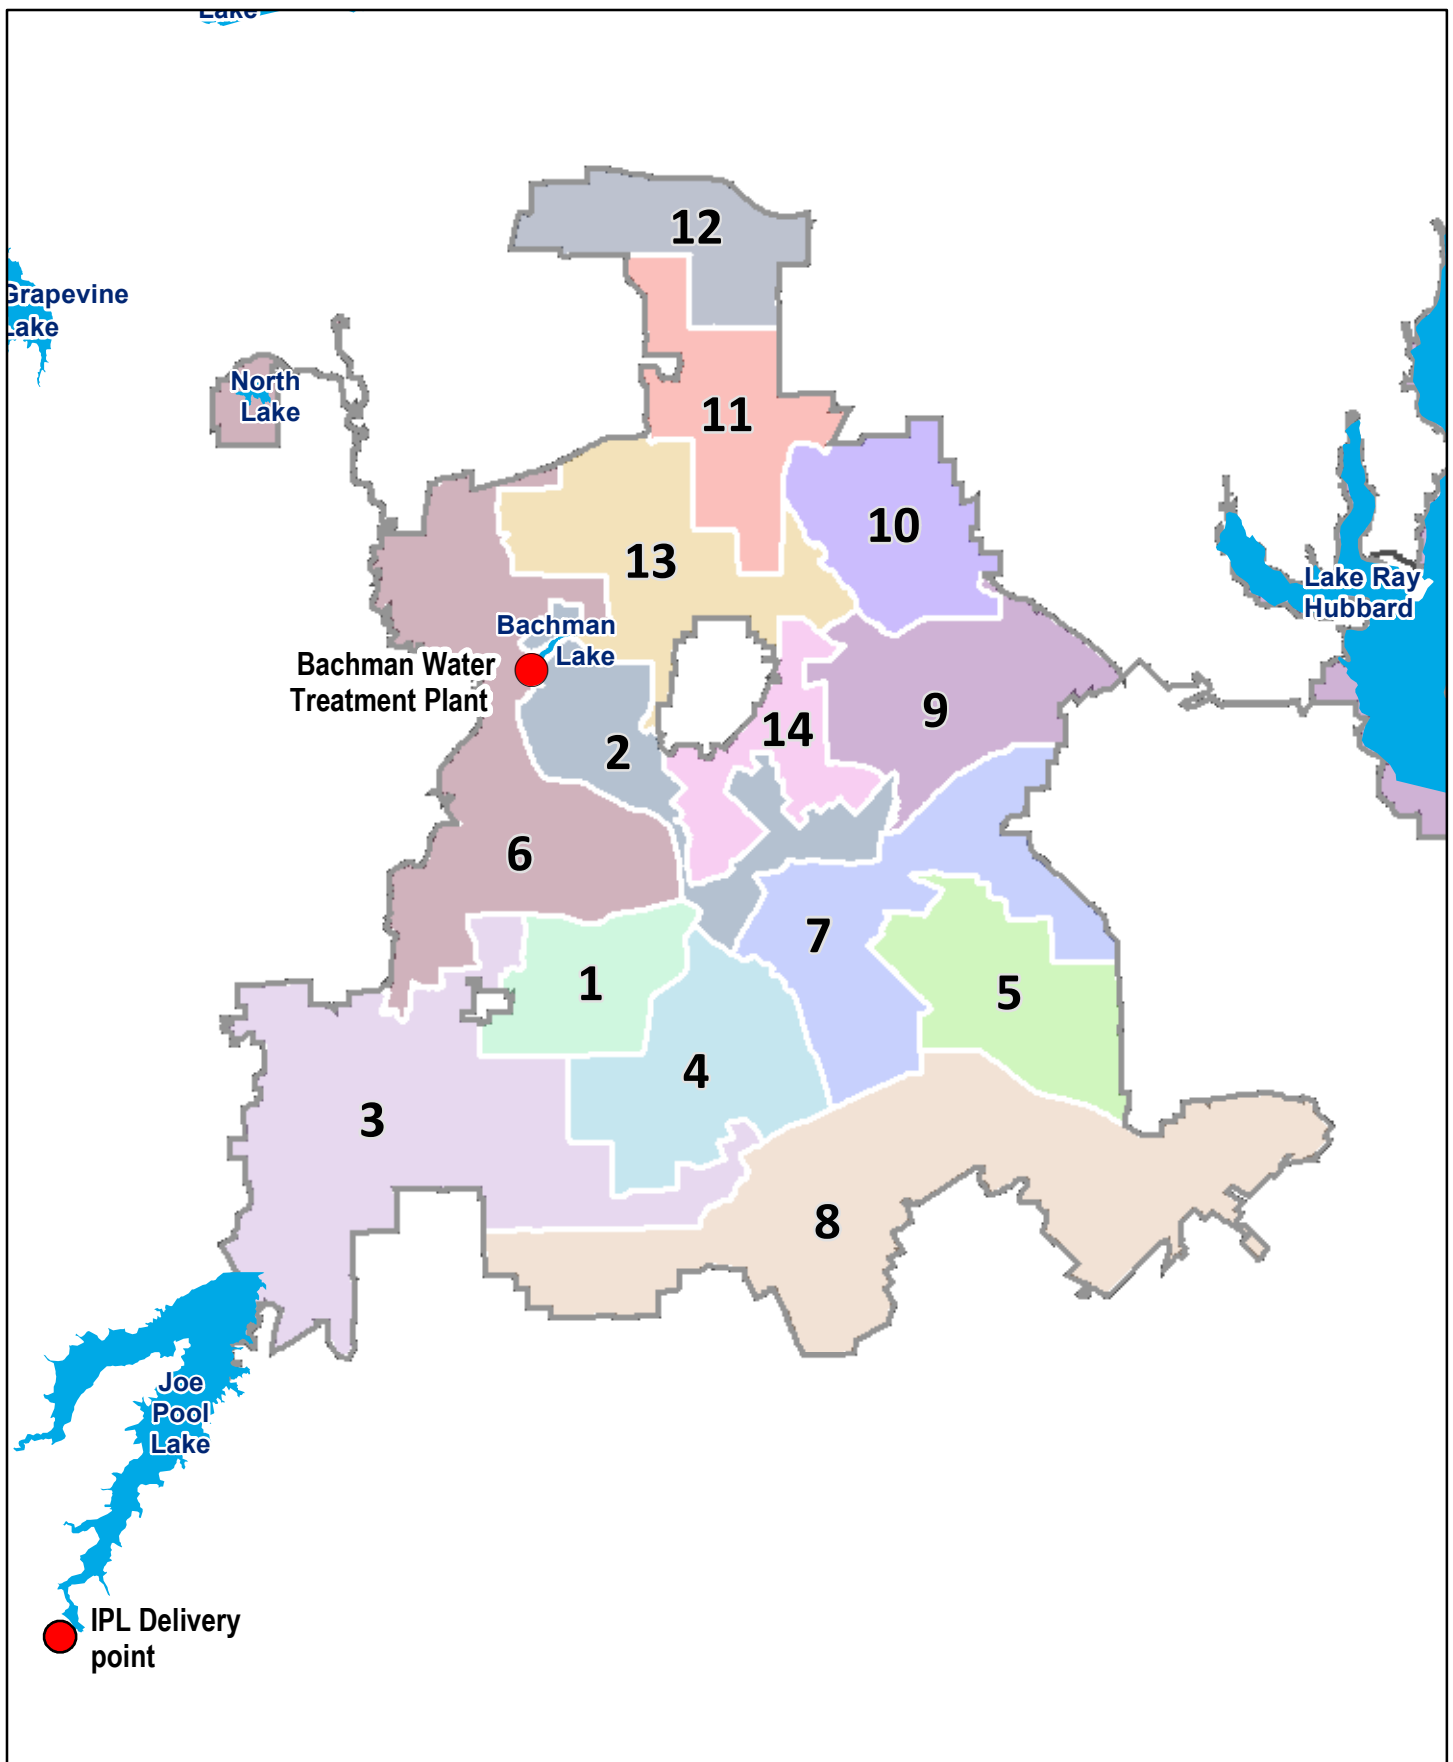 Lake
12
Grapevine
Lake
North
Lake
11
10
13
Lake Ray
Hubbard
Bachman
Lake
Bachman Water
Treatment Plant
9
14
2
6
7
1
5
4
3
8
Joe
Pool
Lake
IPL Delivery
point